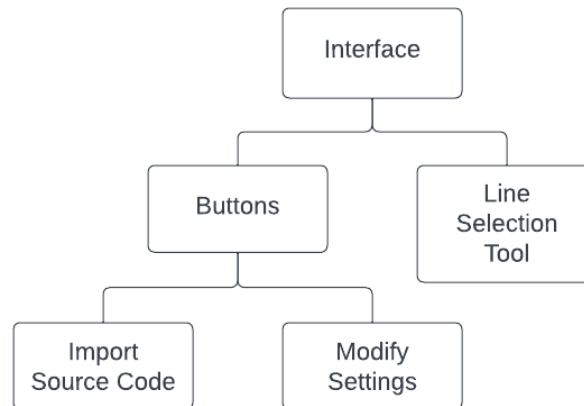 Interface
Buttons
Line
Selection
Tool
Import
Source Code
Modify
Settings